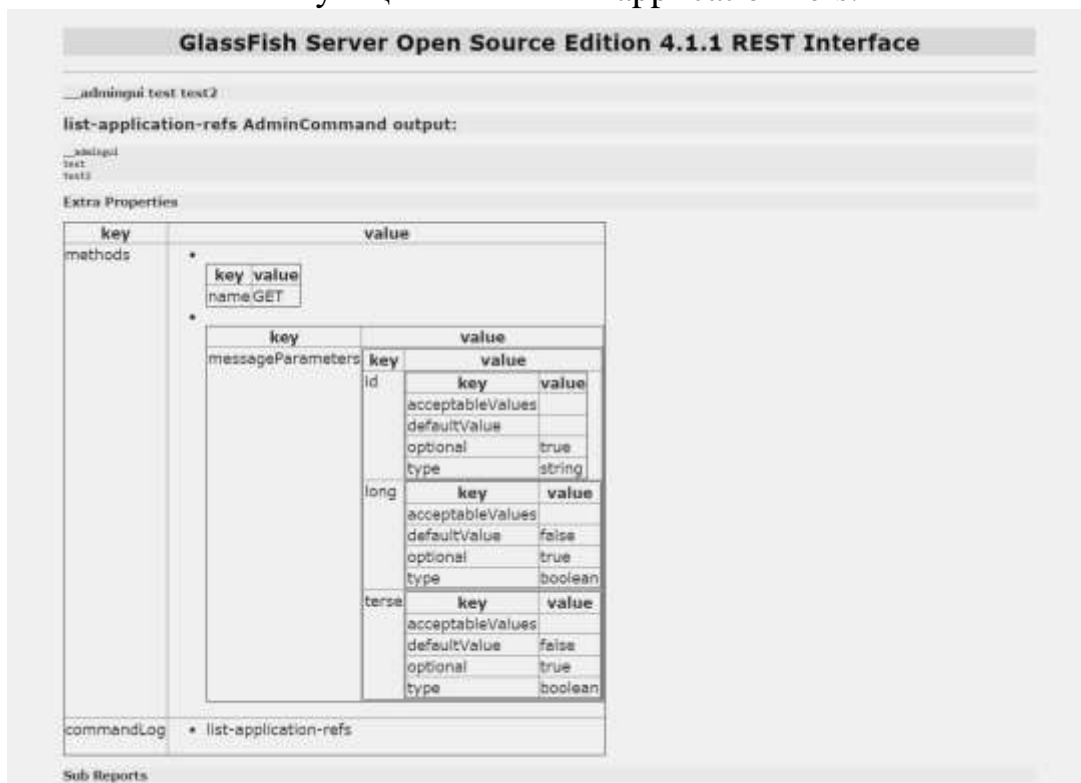 GlassFish Server Open Source Edition 4.1.1 REST Interface
__admingui test test2
list-application-refs AdminCommand output:
__admingui
test
test2
Extra Properties
key value
methods
key value
name GET
key value
messageParameters key value
id key value
acceptableValues
defaultValue
optional true
type string
long key value
acceptableValues
defaultValue false
optional true
type boolean
terse key value
acceptableValues
defaultValue false
optional true
type boolean
commandLog • list-application-refs
Sub Reports